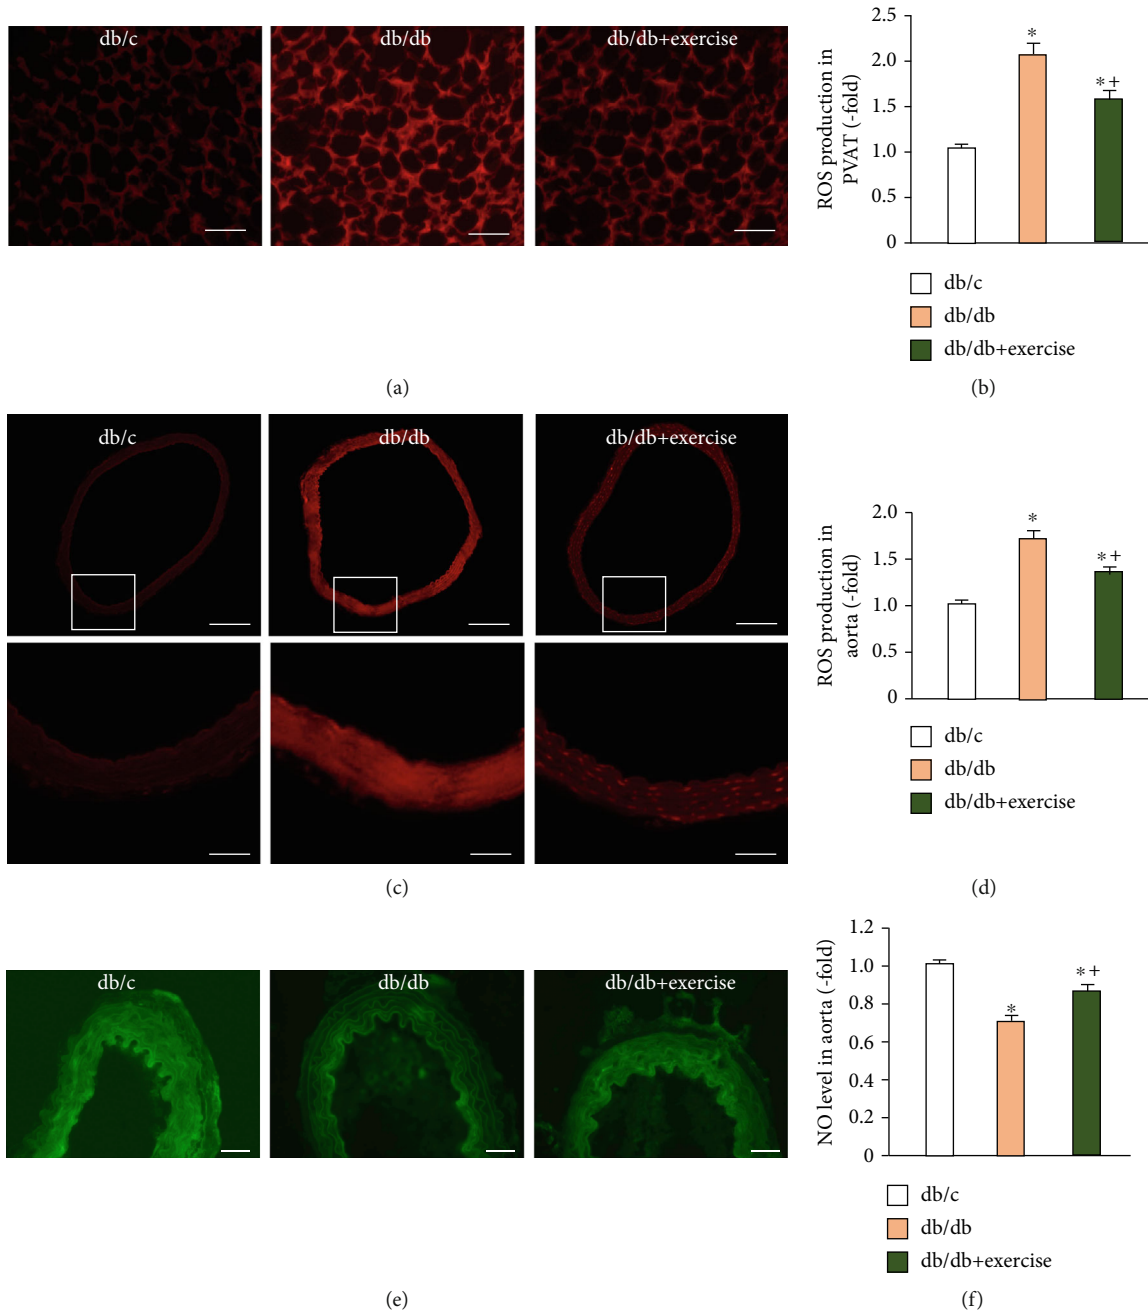 db/c
db/db
db/db+exercise
(a)
ROS production in
PVAT (-fold)
2.5
2.0
1.5
1.0
0.5
0
*
*+
db/c
db/db
db/db+exercise
(b)
db/c
db/db
db/db+exercise
(c)
ROS production in
aorta (-fold)
2.0
1.5
1.0
0.5
0
*
*+
db/c
db/db
db/db+exercise
(d)
db/c
db/db
db/db+exercise
(e)
NO level in aorta (-fold)
1.2
1.0
0.8
0.6
0.4
0.2
0
*
*+
db/c
db/db
db/db+exercise
(f)